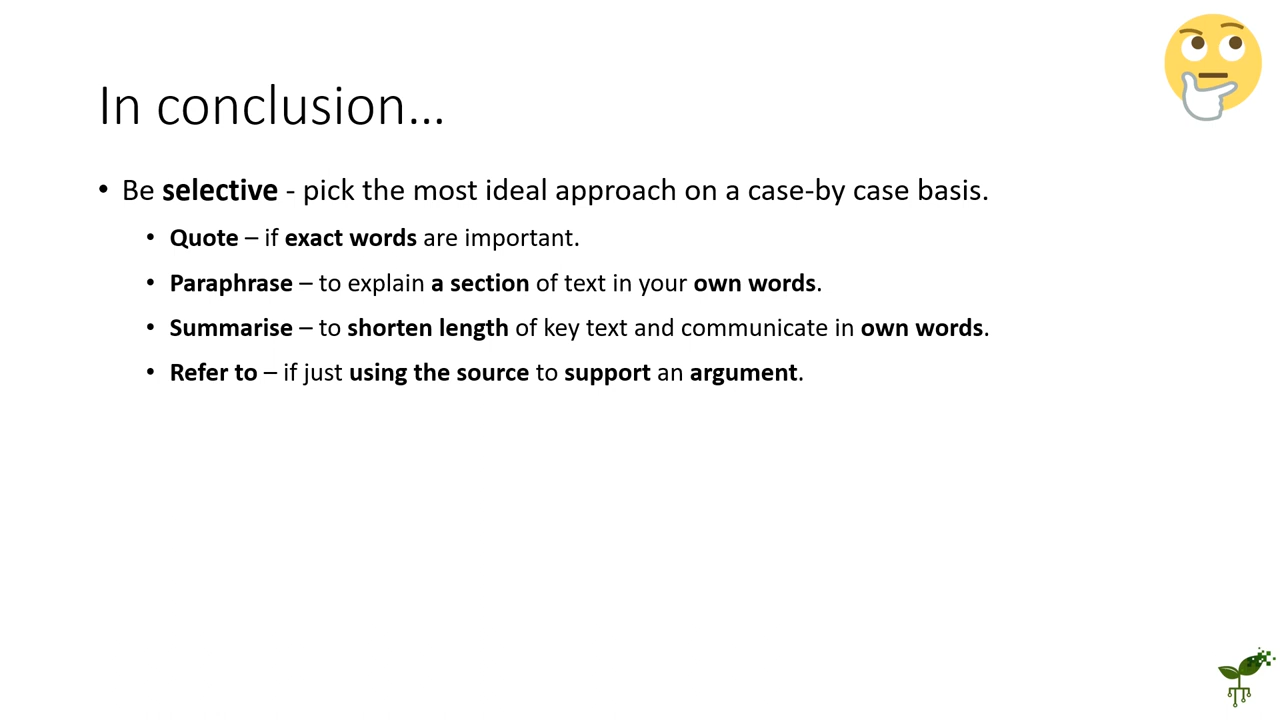 In conclusion…
• Be selective - pick the most ideal approach on a case-by case basis.
• Quote – if exact words are important.
• Paraphrase – to explain a section of text in your own words.
• Summarise – to shorten length of key text and communicate in own words.
• Refer to – if just using the source to support an argument.